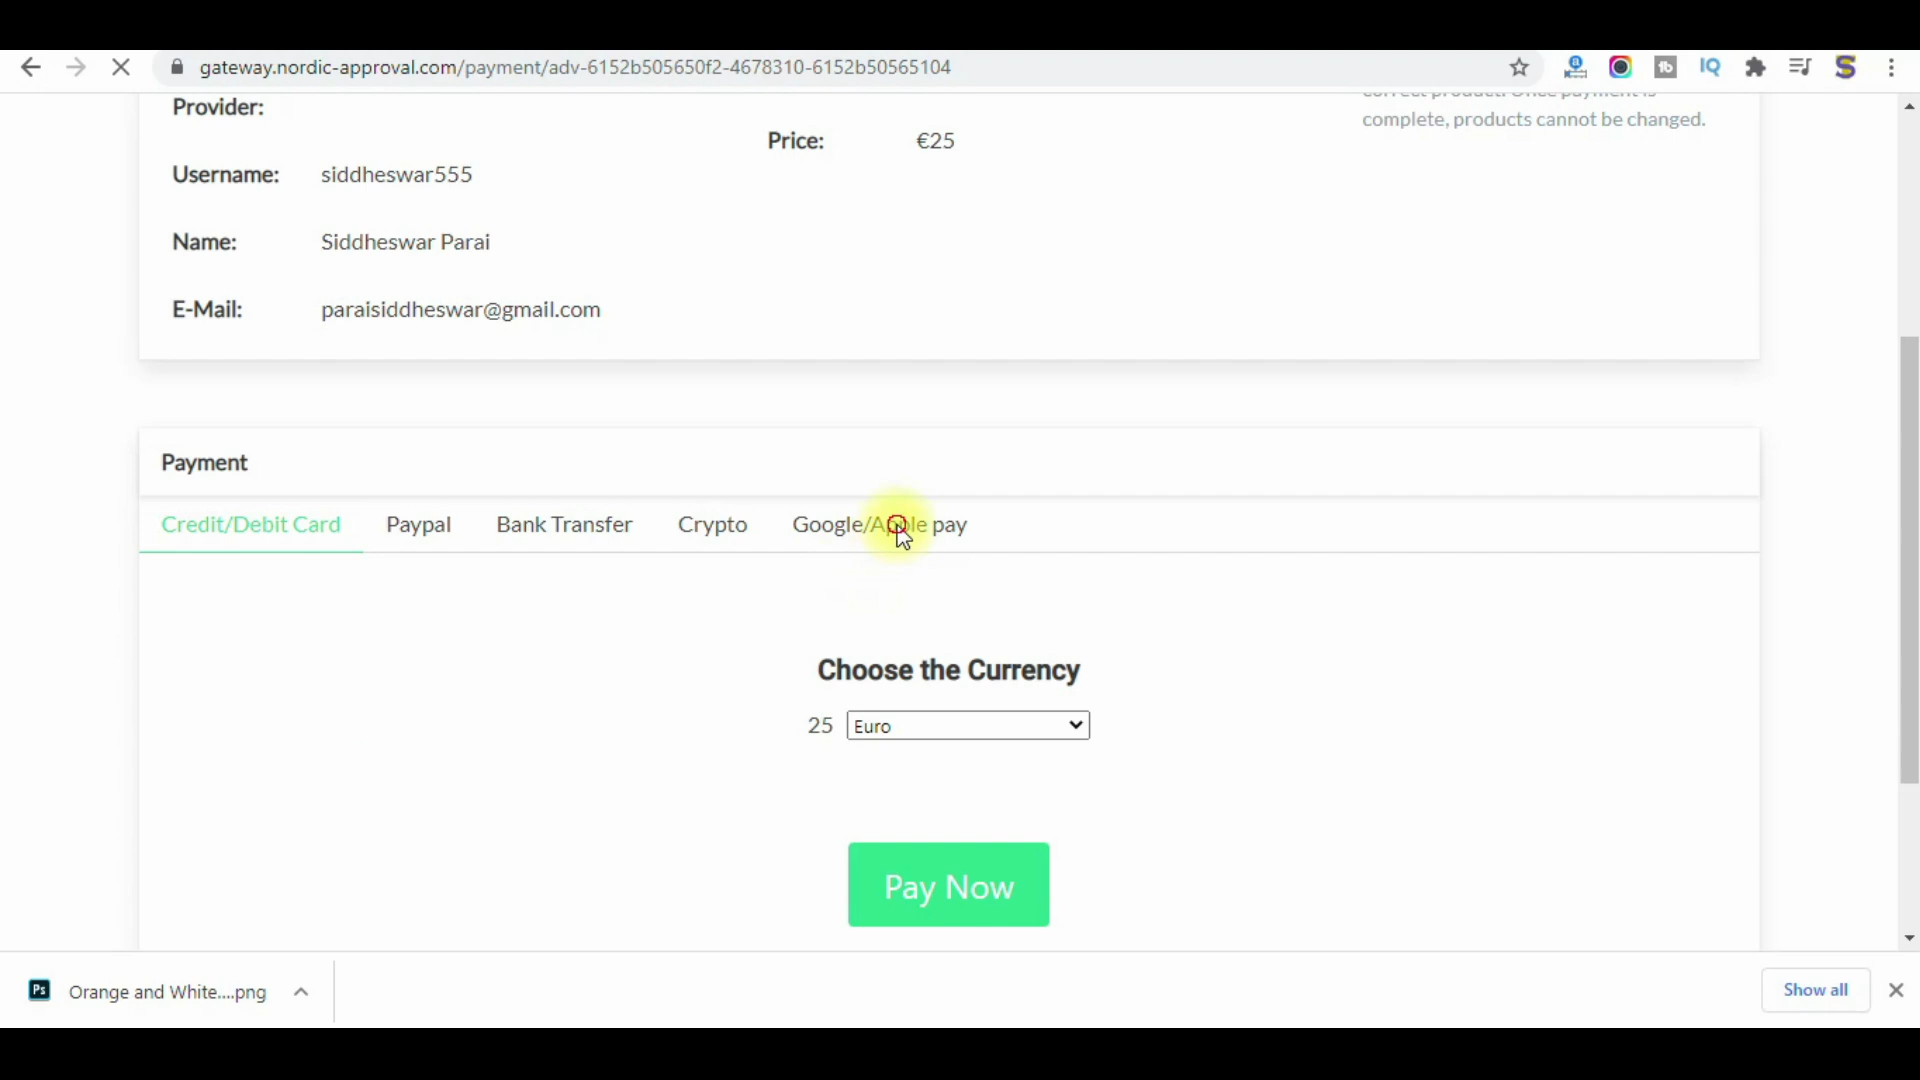 gateway.nordic-approval.com/payment/adv-6152b505650f2-4678310-6152b50565104
Provider:
correct product. Once payment is
complete, products cannot be changed.
Price: €25
Username: siddheswar555
Name: Siddheswar Parai
E-Mail: paraisiddheswar@gmail.com
Payment
Credit/Debit Card Paypal Bank Transfer Crypto Google/Apple pay
Choose the Currency
25 Euro
Pay Now
Ps Orange and White....png
Show all